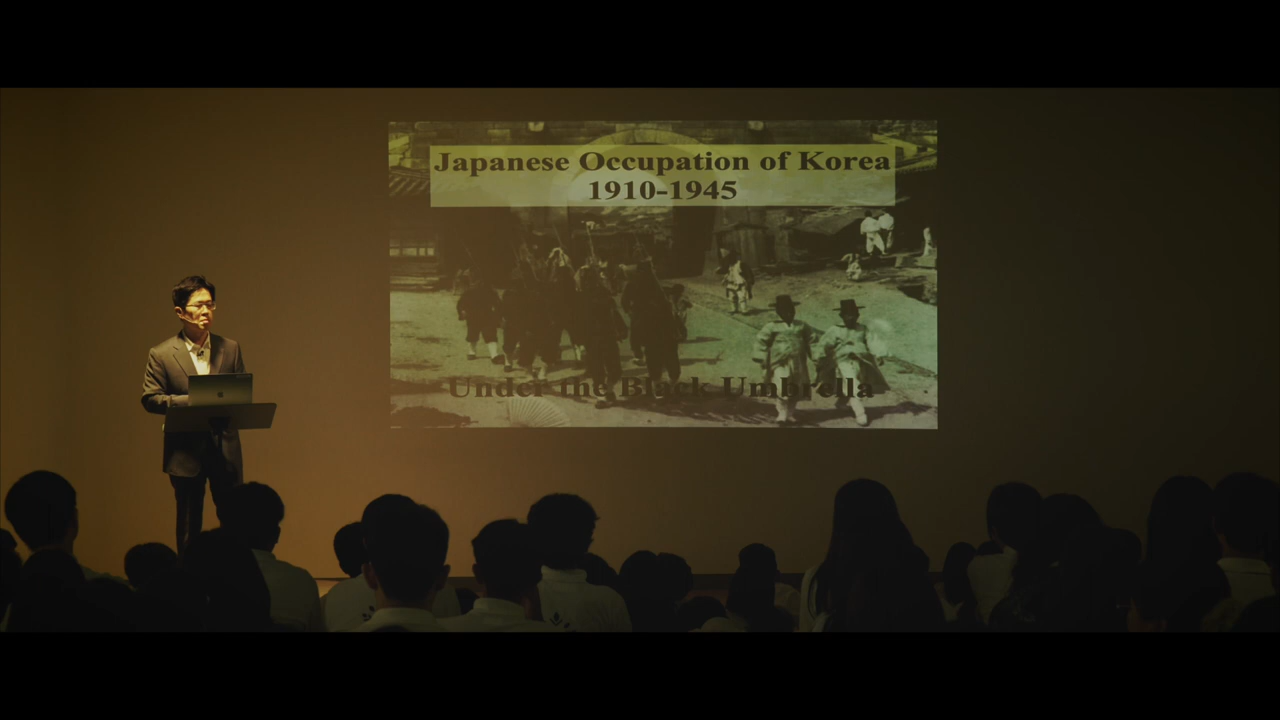 Japanese Occupation of Korea
1910-1945
Under the Black Umbrella